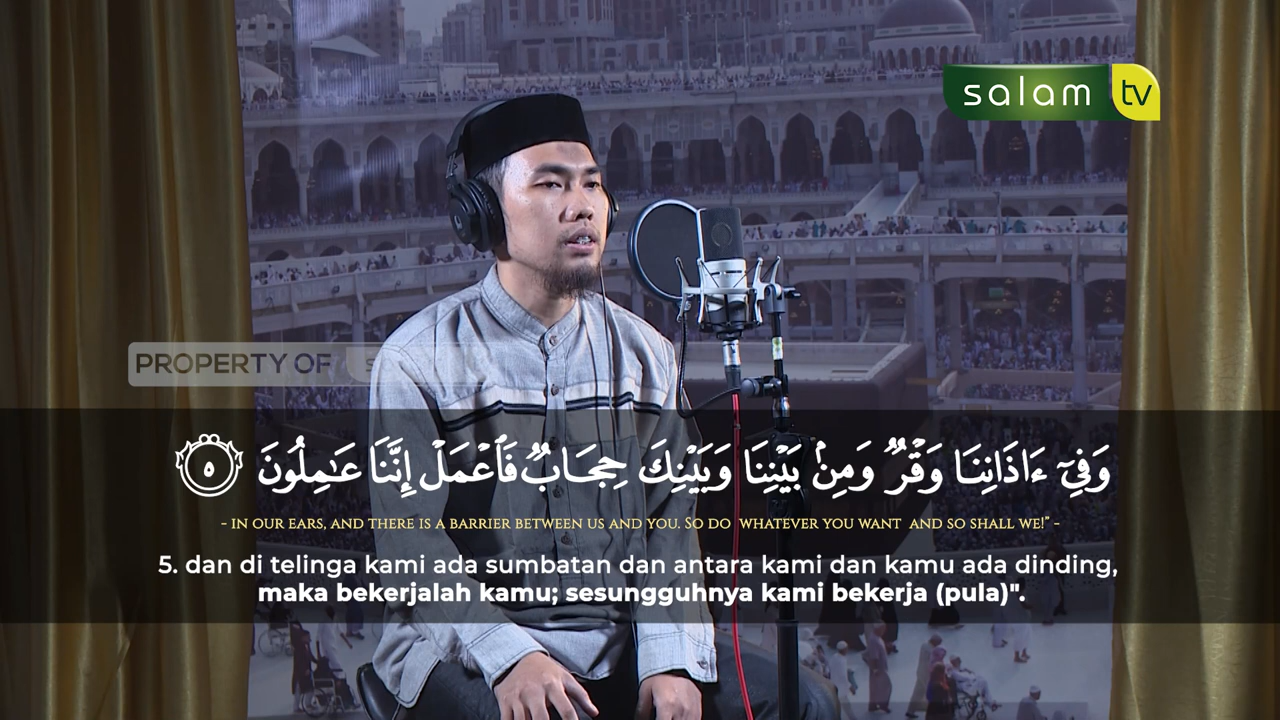 salam tv
PROPERTY OF
وَفِىٓ ءَاذَانِنَا وَقْرٌ وَمِنۢ بَيْنِنَا وَبَيْنِكَ حِجَابٌ فَٱعْمَلْ إِنَّنَا عَـٰمِلُونَ ٥
- IN OUR EARS, AND THERE IS A BARRIER BETWEEN US AND YOU. SO DO WHATEVER YOU WANT AND SO SHALL WE!" -
5. dan di telinga kami ada sumbatan dan antara kami dan kamu ada dinding,
maka bekerjalah kamu; sesungguhnya kami bekerja (pula)".